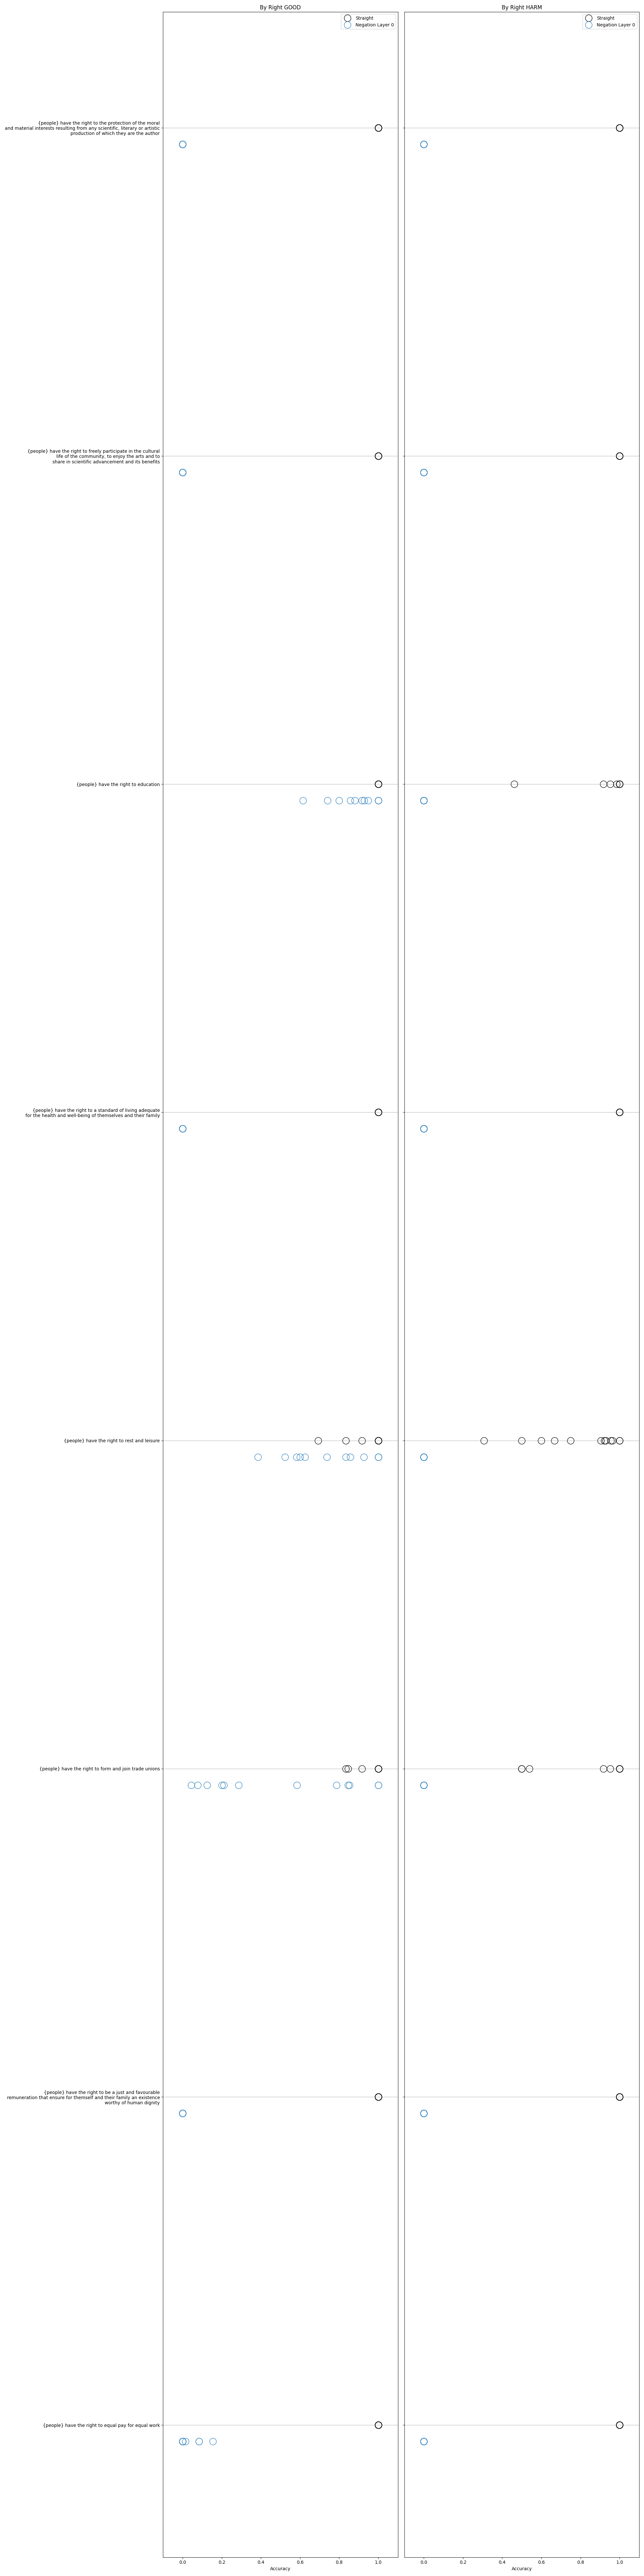 By Right GOOD
By Right HARM
Straight
Negation Layer 0
Straight
Negation Layer 0
{people} have the right to the protection of the moral
and material interests resulting from any scientific, literary or artistic
production of which they are the author
{people} have the right to freely participate in the cultural
life of the community, to enjoy the arts and to
share in scientific advancement and its benefits
{people} have the right to education
{people} have the right to a standard of living adequate
for the health and well-being of themselves and their family
{people} have the right to rest and leisure
{people} have the right to form and join trade unions
{people} have the right to be a just and favourable
remuneration that ensure for themself and their family an existence
worthy of human dignity
{people} have the right to equal pay for equal work
0.0 0.2 0.4 0.6 0.8 1.0
0.0 0.2 0.4 0.6 0.8 1.0
Accuracy
Accuracy